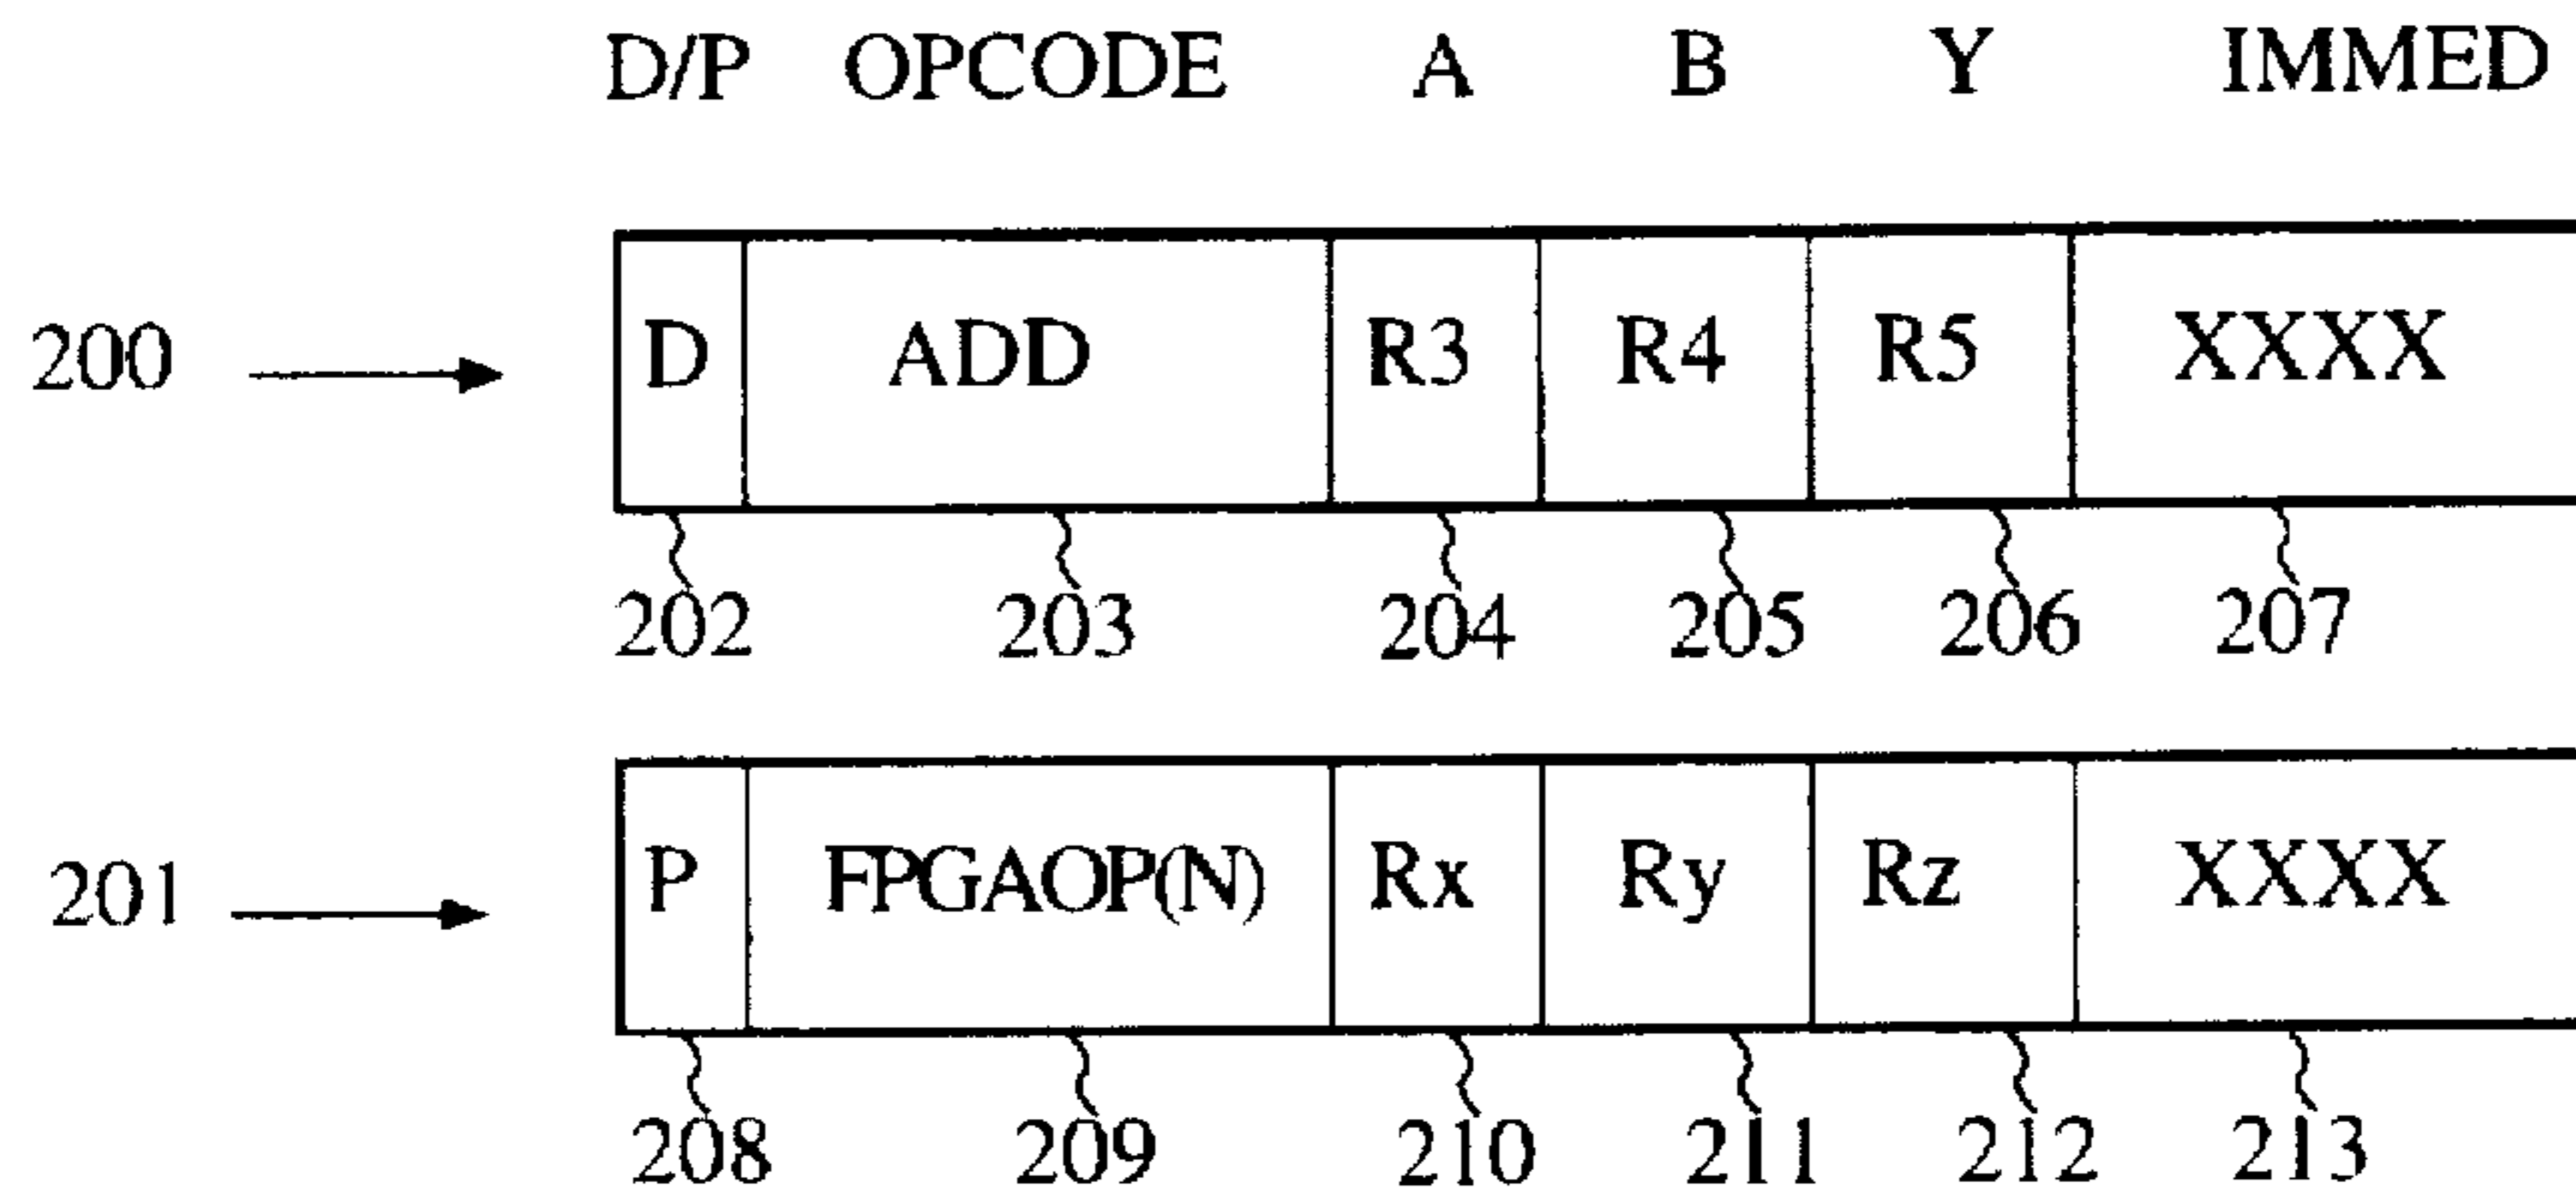 D/P OPCODE A B Y IMMED
200 D ADD R3 R4 R5 XXXX
202 203 204 205 206 207
201 P FPGAOP(N) Rx Ry Rz XXXX
208 209 210 211 212 213